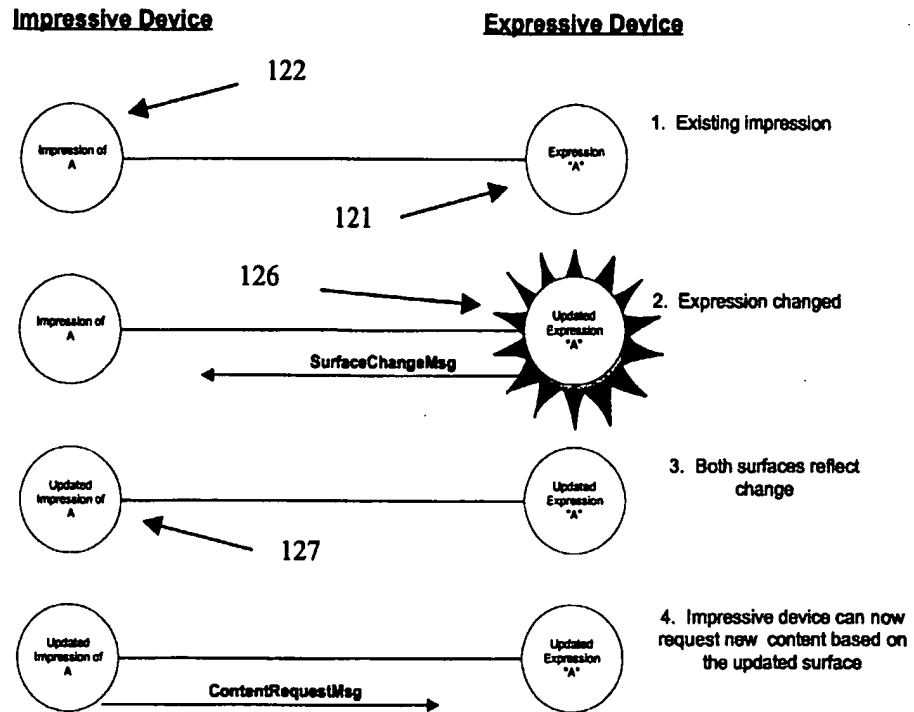 Impressive Device
Expressive Device
122
Impression of
A
Expression
"A"
1. Existing impression
121
126
Impression of
A
Updated
Expression
"A"
2. Expression changed
SurfaceChangeMsg
Updated
Impression of
A
Updated
Expression
"A"
3. Both surfaces reflect
change
127
Updated
Impression of
A
Updated
Expression
"A"
4. Impressive device can now
request new content based on
the updated surface
ContentRequestMsg